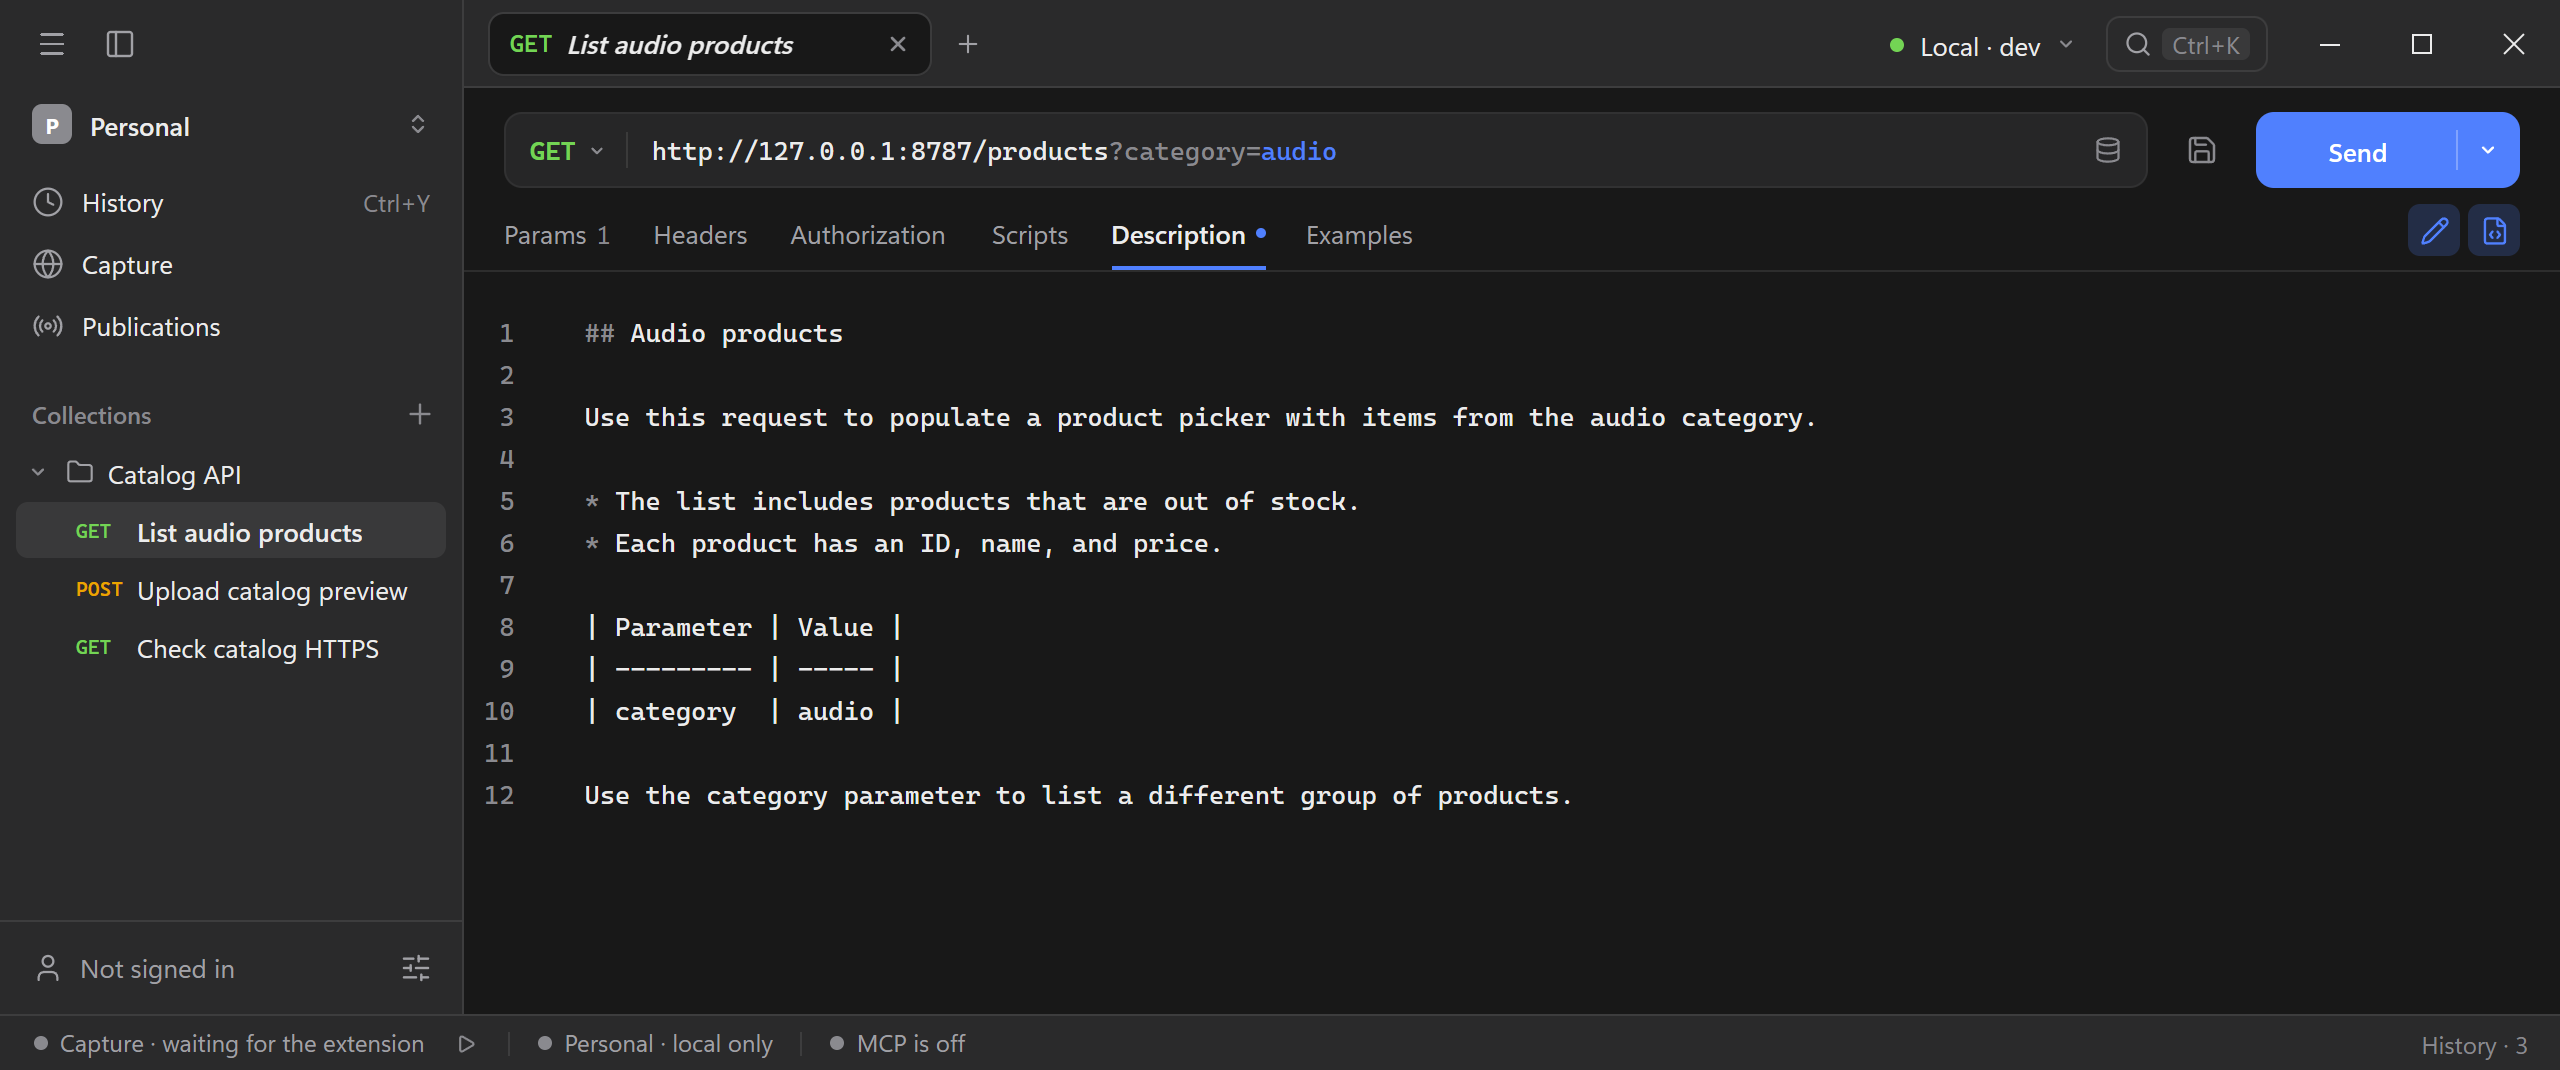 GET List audio products
Local · dev
Ctrl+K
P Personal
History Ctrl+Y
Capture
Publications
Collections
Catalog API
GET List audio products
POST Upload catalog preview
GET Check catalog HTTPS
Not signed in
GET http://127.0.0.1:8787/products?category=audio
Send
Params 1 Headers Authorization Scripts Description Examples
1 ## Audio products
2
3 Use this request to populate a product picker with items from the audio category.
4
5 * The list includes products that are out of stock.
6 * Each product has an ID, name, and price.
7
8 | Parameter | Value |
9 | --------- | ----- |
10 | category  | audio |
11
12 Use the category parameter to list a different group of products.
Capture · waiting for the extension
Personal · local only
MCP is off
History · 3